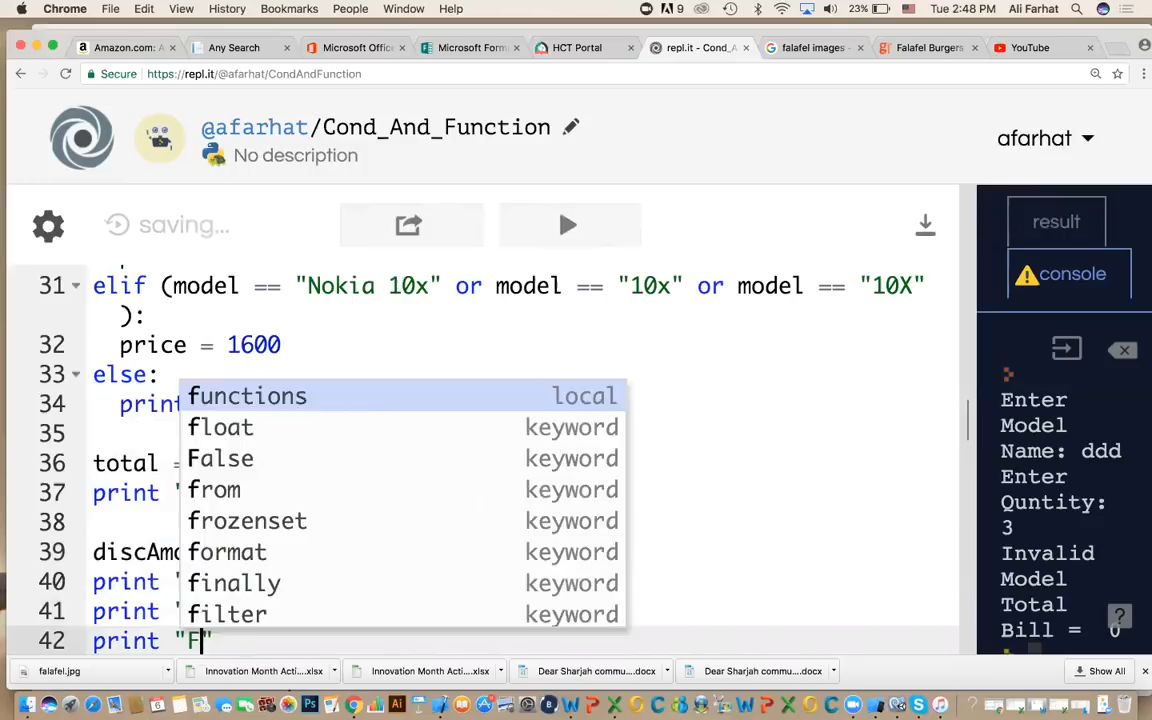 Chrome File Edit View History Bookmarks People Window Help 9 23% Tue 2:48 PM Ali Farhat
Amazon.com: A Any Search Microsoft Offic Microsoft Form HCT Portal repl.it - Cond_A falafel images - Falafel Burgers YouTube
Secure https://repl.it/@afarhat/CondAndFunction
@afarhat/Cond_And_Function
No description
afarhat
saving...
result
console
31 elif (model == "Nokia 10x" or model == "10x" or model == "10X"
):
32 price = 1600
33 else:
34 print
35
36 total =
37 print "
38
39 discAmo
40 print "
41 print "
42 print "F"
functions local
float keyword
False keyword
from keyword
frozenset keyword
format keyword
finally keyword
filter keyword
Enter
Model
Name: ddd
Enter
Quntity:
3
Invalid
Model
Total
Bill = 0
?
falafel.jpg Innovation Month Acti...xlsx Innovation Month Acti...xlsx Dear Sharjah commu....docx Dear Sharjah commu....docx Show All